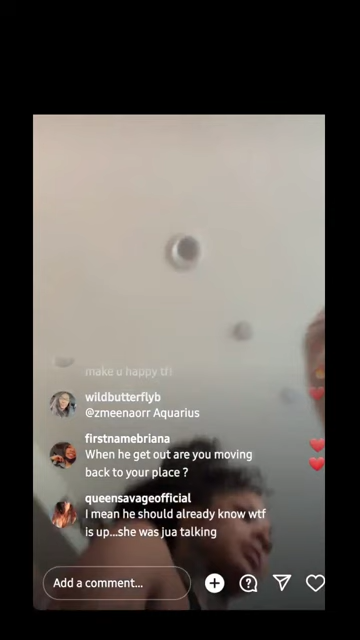 make u happy tf!
wildbutterflyb
@zmeenaorr Aquarius
firstnamebriana
When he get out are you moving
back to your place ?
queensavageofficial
I mean he should already know wtf
is up...she was jua talking
Add a comment...